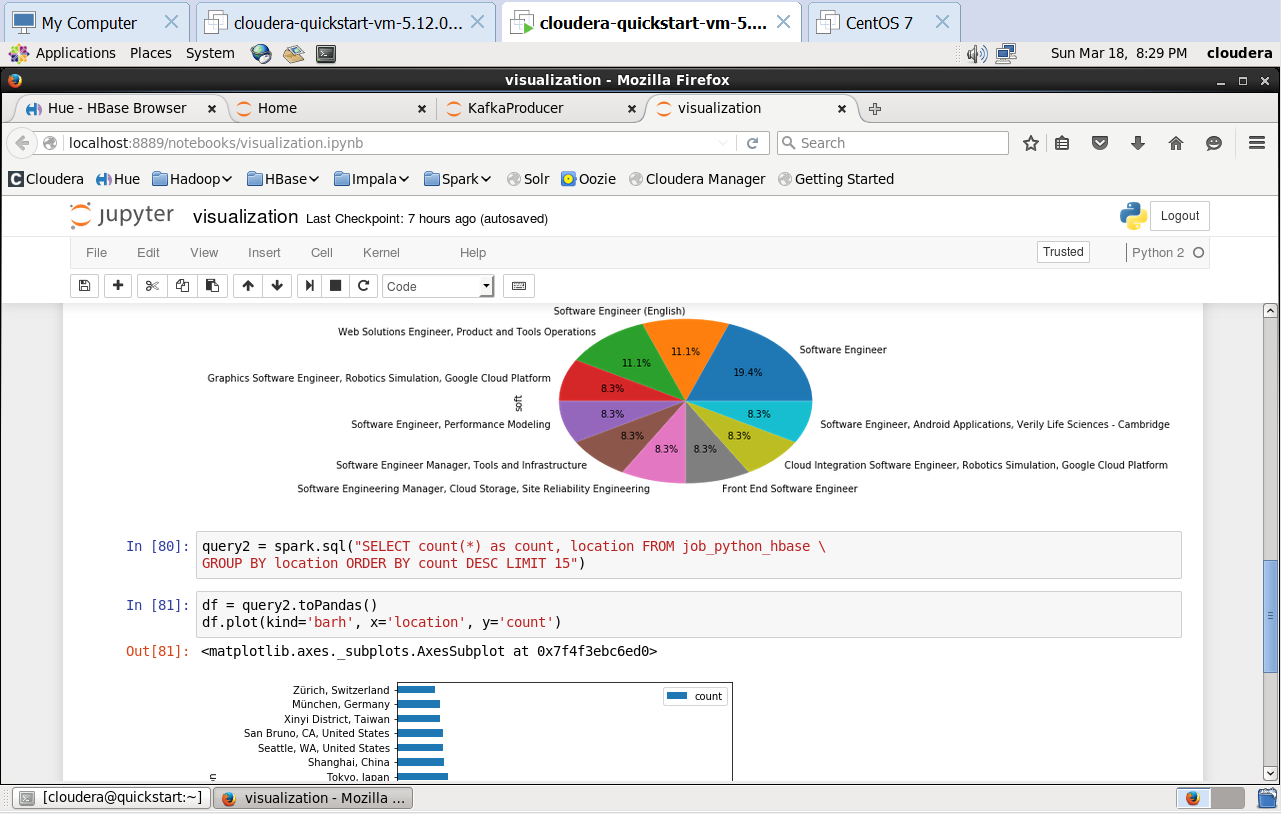 My Computer
cloudera-quickstart-vm-5.12.0...
cloudera-quickstart-vm-5....
CentOS 7
Applications Places System
Sun Mar 18, 8:29 PM cloudera
visualization - Mozilla Firefox
Hue - HBase Browser
Home
KafkaProducer
visualization
localhost:8889/notebooks/visualization.ipynb
Search
Cloudera Hue Hadoop HBase Impala Spark Solr Oozie Cloudera Manager Getting Started
jupyter visualization Last Checkpoint: 7 hours ago (autosaved)
Logout
File Edit View Insert Cell Kernel Help
Trusted
Python 2
Code
Software Engineer (English)
Web Solutions Engineer, Product and Tools Operations
Software Engineer
11.1%
11.1%
19.4%
Graphics Software Engineer, Robotics Simulation, Google Cloud Platform
8.3%
soft
8.3%
8.3%
Software Engineer, Performance Modeling
Software Engineer, Android Applications, Verily Life Sciences - Cambridge
8.3%
8.3%
8.3%
8.3%
Software Engineer Manager, Tools and Infrastructure
Cloud Integration Software Engineer, Robotics Simulation, Google Cloud Platform
Software Engineering Manager, Cloud Storage, Site Reliability Engineering
Front End Software Engineer
In [80]:
query2 = spark.sql("SELECT count(*) as count, location FROM job_python_hbase \
GROUP BY location ORDER BY count DESC LIMIT 15")
In [81]:
df = query2.toPandas()
df.plot(kind='barh', x='location', y='count')
Out[81]:
<matplotlib.axes._subplots.AxesSubplot at 0x7f4f3ebc6ed0>
Zürich, Switzerland
count
München, Germany
Xinyi District, Taiwan
San Bruno, CA, United States
Seattle, WA, United States
Shanghai, China
Tokyo, Japan
[cloudera@quickstart:~]
visualization - Mozilla ...